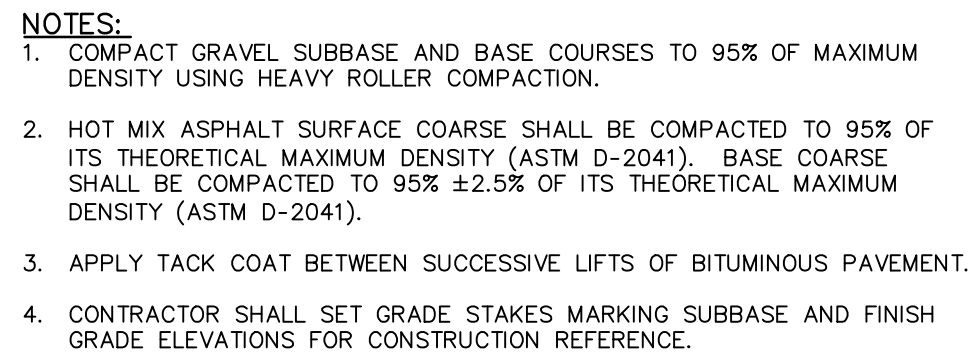 NOTES:
1. COMPACT GRAVEL SUBBASE AND BASE COURSES TO 95% OF MAXIMUM
DENSITY USING HEAVY ROLLER COMPACTION.
2. HOT MIX ASPHALT SURFACE COARSE SHALL BE COMPACTED TO 95% OF
ITS THEORETICAL MAXIMUM DENSITY (ASTM D-2041). BASE COARSE
SHALL BE COMPACTED TO 95% ±2.5% OF ITS THEORETICAL MAXIMUM
DENSITY (ASTM D-2041).
3. APPLY TACK COAT BETWEEN SUCCESSIVE LIFTS OF BITUMINOUS PAVEMENT.
4. CONTRACTOR SHALL SET GRADE STAKES MARKING SUBBASE AND FINISH
GRADE ELEVATIONS FOR CONSTRUCTION REFERENCE.